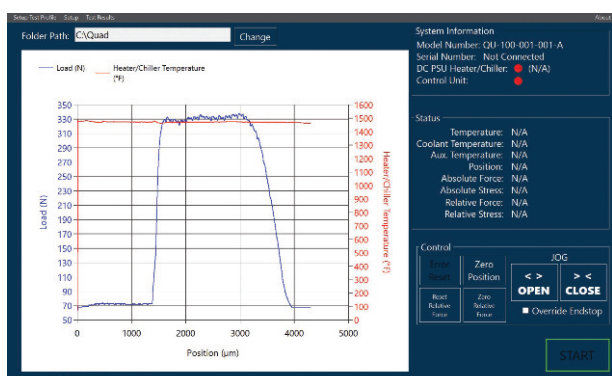 Setup Test Profile Setup Test Results About
Folder Path: C:\Quad Change
Load (N) Heater/Chiller Temperature
(°F)
350
330
310
290
270
250
230
210
190
170
150
130
110
90
70
50
Load (N)
1600
1500
1400
1300
1200
1100
1000
900
800
700
600
500
400
300
200
100
0
Heater/Chiller Temperature (°F)
0 1000 2000 3000 4000 5000
Position (µm)
System Information
Model Number: QU-100-001-001-A
Serial Number: Not Connected
DC PSU Heater/Chiller: (N/A)
Control Unit:
Status
Temperature: N/A
Coolant Temperature: N/A
Aux. Temperature: N/A
Position: N/A
Absolute Force: N/A
Absolute Stress: N/A
Relative Force: N/A
Relative Stress: N/A
Control
Error
Reset
Zero
Position
Reset
Relative
Force
Zero
Relative
Force
JOG
< >
OPEN
> <
CLOSE
Override Endstop
START